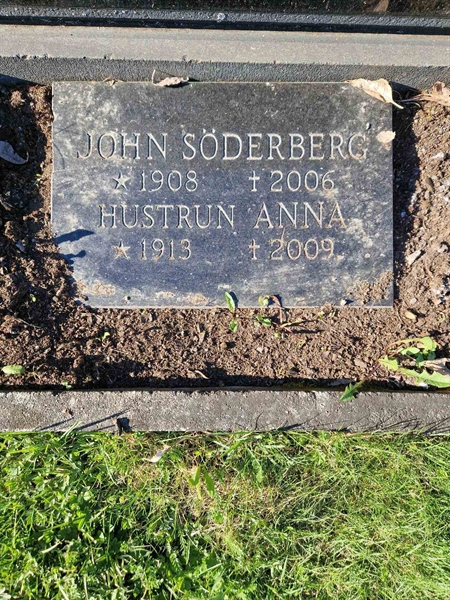 JOHN SÖDERBERG
☆ 1908 † 2006
HUSTRUN ANNA
☆ 1913 † 2009